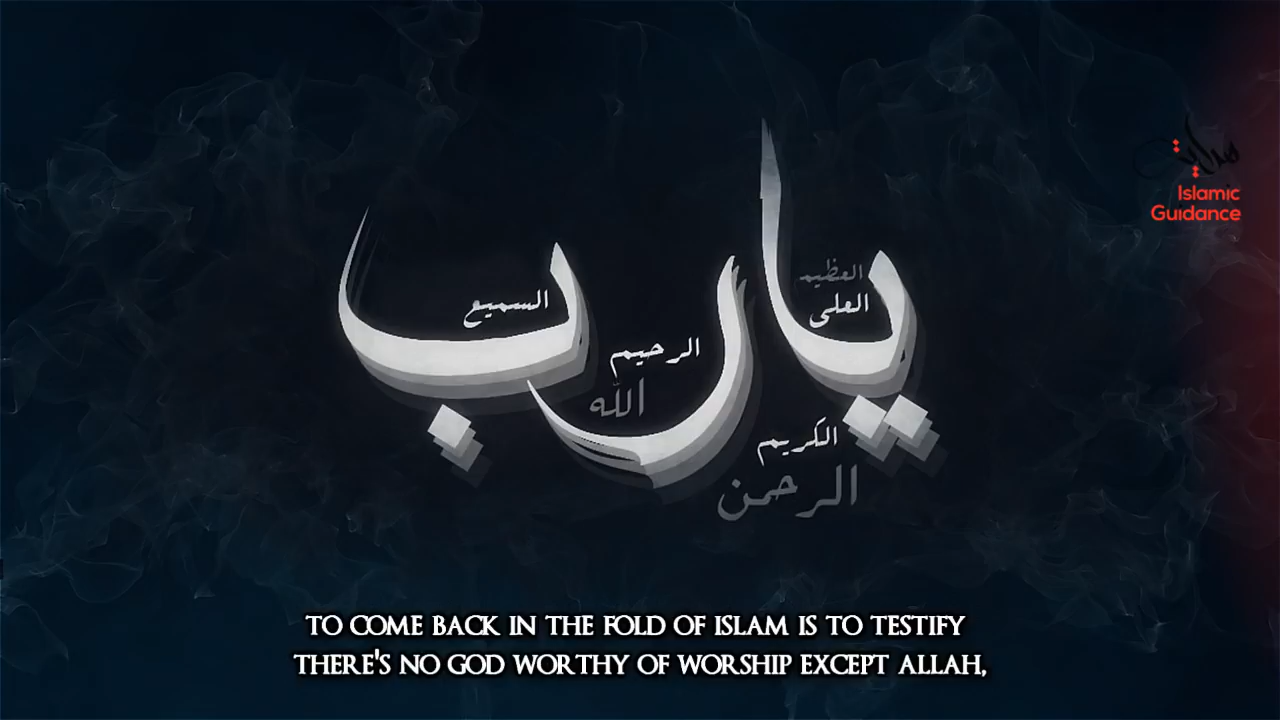 هداية
Islamic
Guidance
يارب
العظيم
العلى
السميع
الرحيم
الله
الكريم
الرحمن
TO COME BACK IN THE FOLD OF ISLAM IS TO TESTIFY
THERE'S NO GOD WORTHY OF WORSHIP EXCEPT ALLAH,